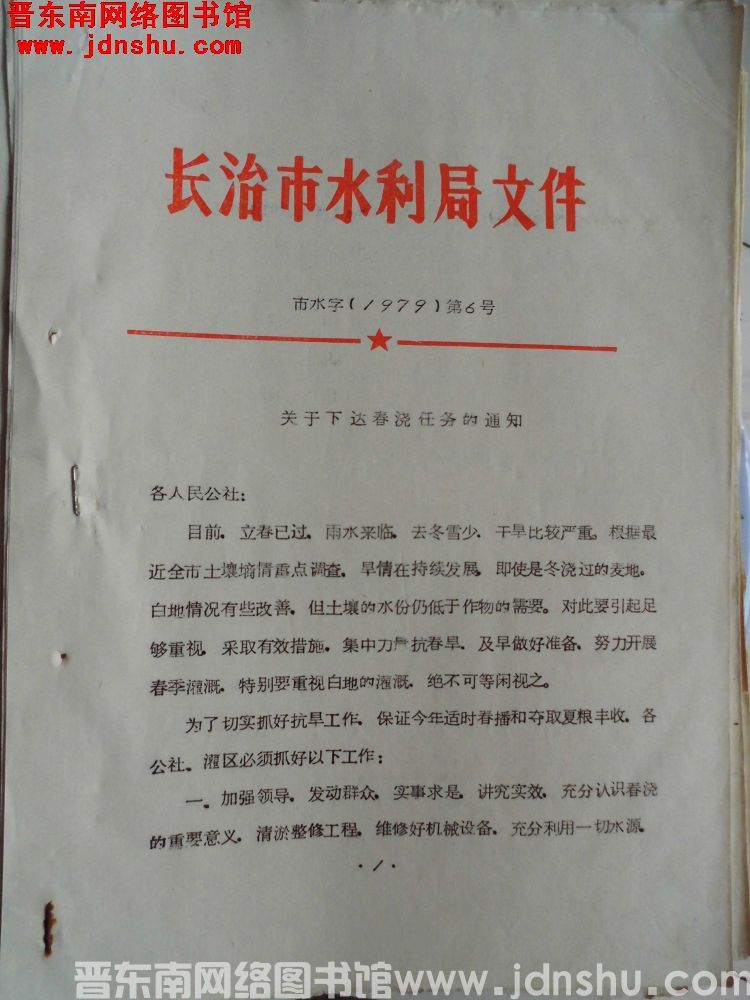 晋东南网络图书馆
www.jdnshu.com
长治市水利局文件
市水字(1979)第6号
关于下达春浇任务的通知
各人民公社:
目前,立春已过,雨水来临,去冬雪少,干旱比较严重。根据最
近全市土壤墒情重点调查,旱情在持续发展,即使是冬浇过的麦地。
白地情况有些改善,但土壤的水份仍低于作物的需要。对此要引起足
够重视,采取有效措施,集中力量抗春旱,及早做好准备,努力开展
春季灌溉,特别要重视白地的灌溉,绝不可等闲视之。
为了切实抓好抗旱工作,保证今年适时春播和夺取夏粮丰收,各
公社、灌区必须抓好以下工作:
一、加强领导,发动群众,实事求是,讲究实效,充分认识春浇
的重要意义,清淤整修工程,维修好机械设备,充分利用一切水源,
·1·
晋东南网络图书馆www.jdnshu.com